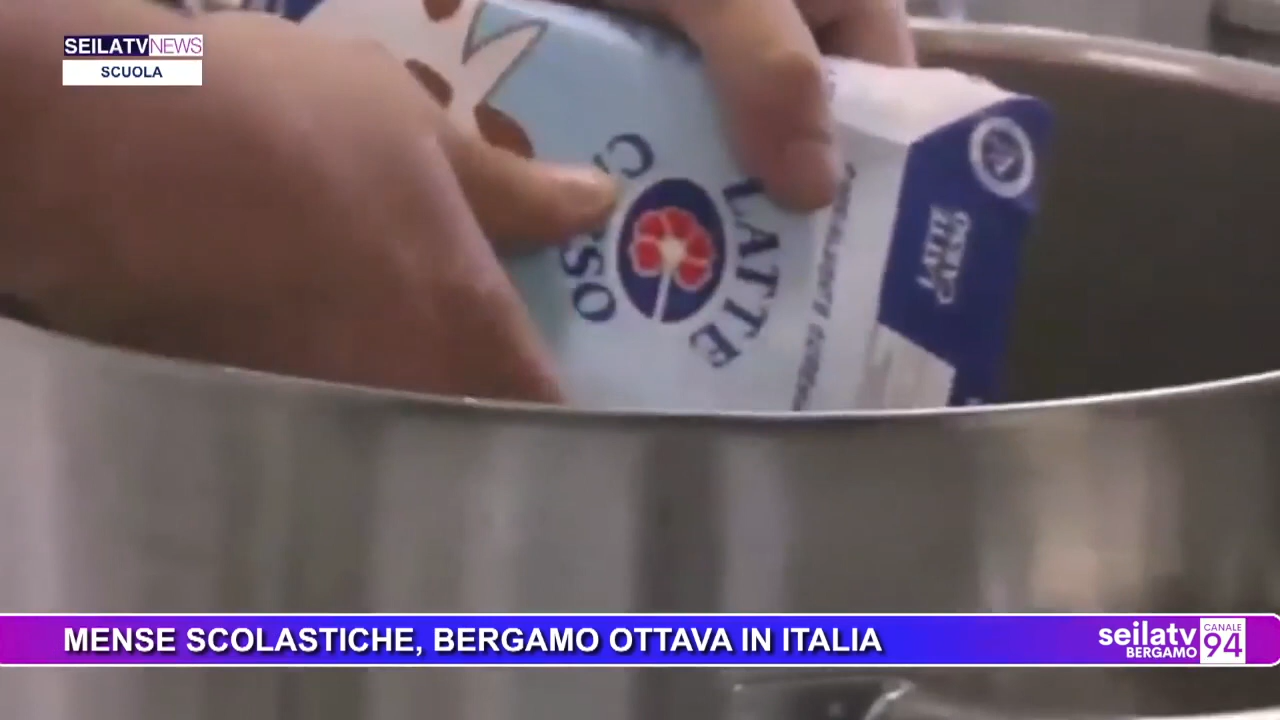 SEILATVNEWS
SCUOLA
LATTE
MENSE SCOLASTICHE, BERGAMO OTTAVA IN ITALIA
seilatv
BERGAMO
CANALE
94